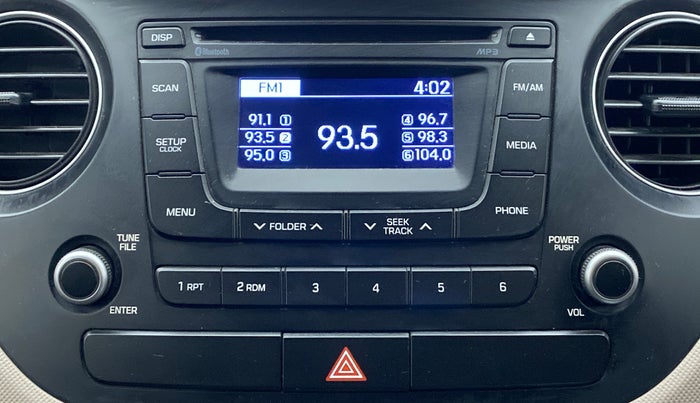 DISP
Bluetooth
MP3
SCAN
FM1
4:02
FM/AM
91.1 1
4 96.7
SETUP
CLOCK
93.5 2
93.5
5 98.3
MEDIA
95.0 3
6 104.0
MENU
FOLDER
SEEK
TRACK
PHONE
TUNE
FILE
POWER
PUSH
1 RPT
2 RDM
3
4
5
6
ENTER
VOL